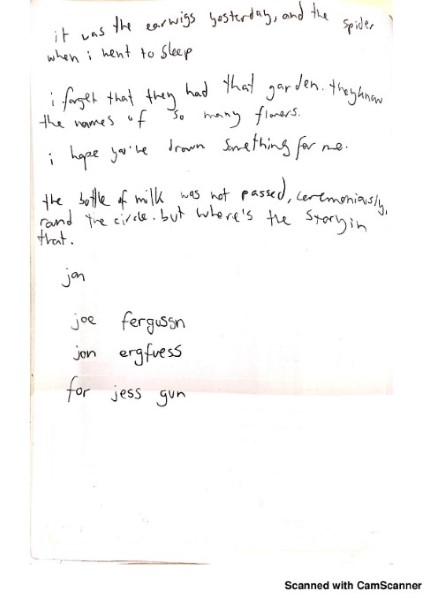 it was the earwigs yesterday, and the spider
when i went to sleep
i forget that they had that garden. they know
the names of so many flowers.
i hope you've drawn something for me.
the bottle of milk was not passed, ceremoniously,
round the circle. but where's the story in
that.
jon
joe fergussn
jon ergfuess
for jess gun
Scanned with CamScanner